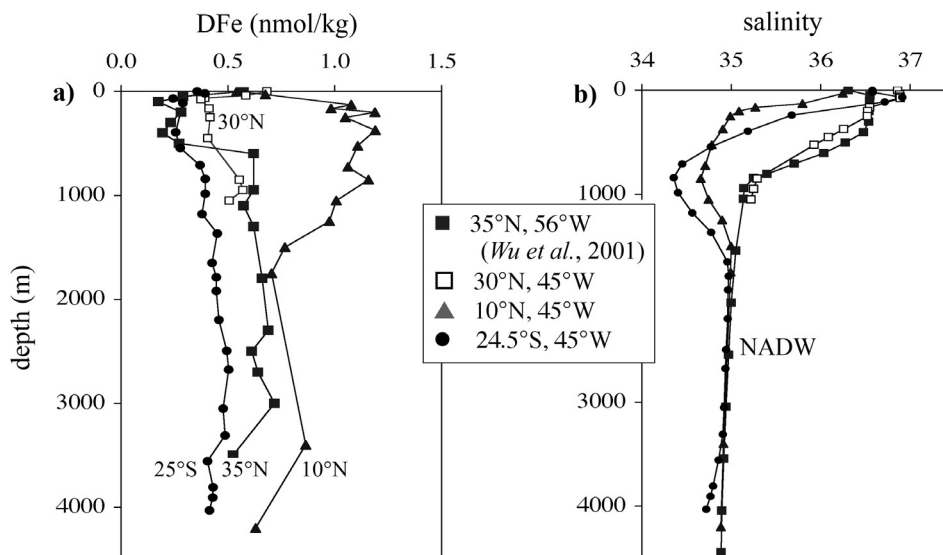 DFe (nmol/kg)
0.0 0.5 1.0 1.5
a)
30°N
0
1000
2000
3000
4000
depth (m)
25°S 35°N 10°N
salinity
34 35 36 37
b)
0
1000
2000
3000
4000
NADW
35°N, 56°W
(Wu et al., 2001)
30°N, 45°W
10°N, 45°W
24.5°S, 45°W